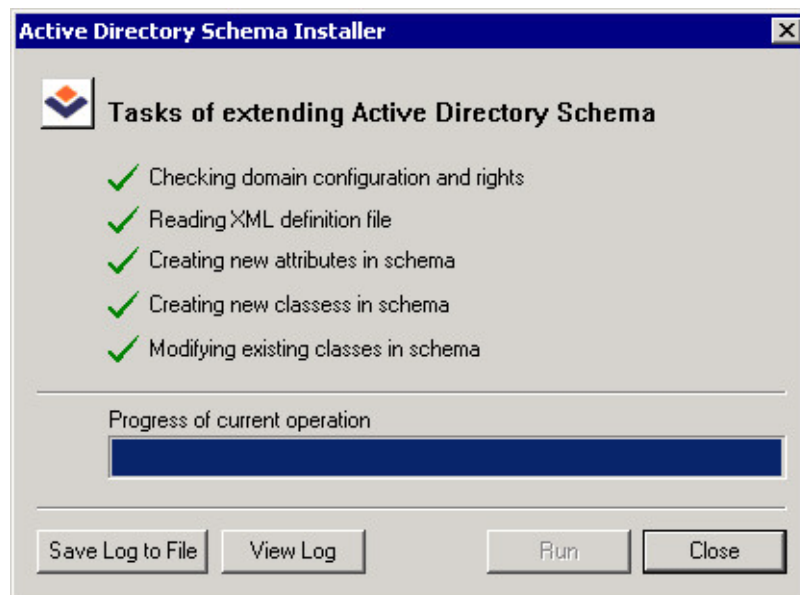 Active Directory Schema Installer
Tasks of extending Active Directory Schema
Checking domain configuration and rights
Reading XML definition file
Creating new attributes in schema
Creating new classess in schema
Modifying existing classes in schema
Progress of current operation
Save Log to File View Log Run Close